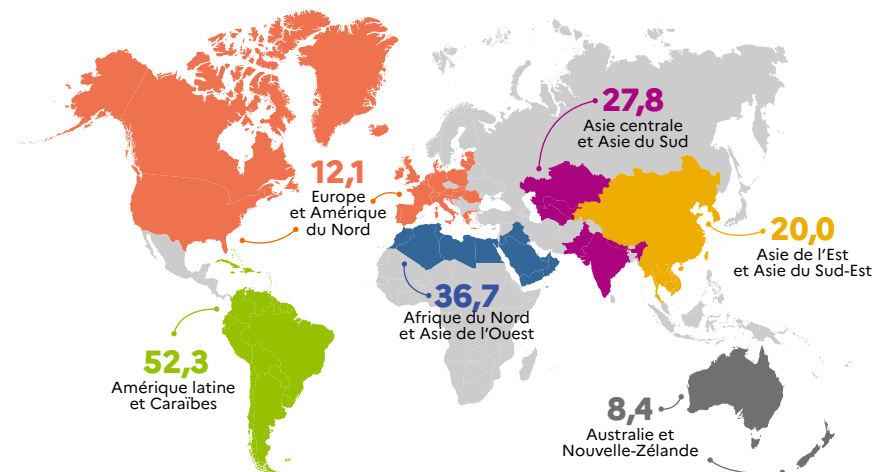 27,8
Asie centrale
et Asie du Sud
12,1
Europe
et Amérique
du Nord
20,0
Asie de l’Est
et Asie du Sud-Est
36,7
Afrique du Nord
et Asie de l’Ouest
52,3
Amérique latine
et Caraïbes
8,4
Australie et
Nouvelle-Zélande